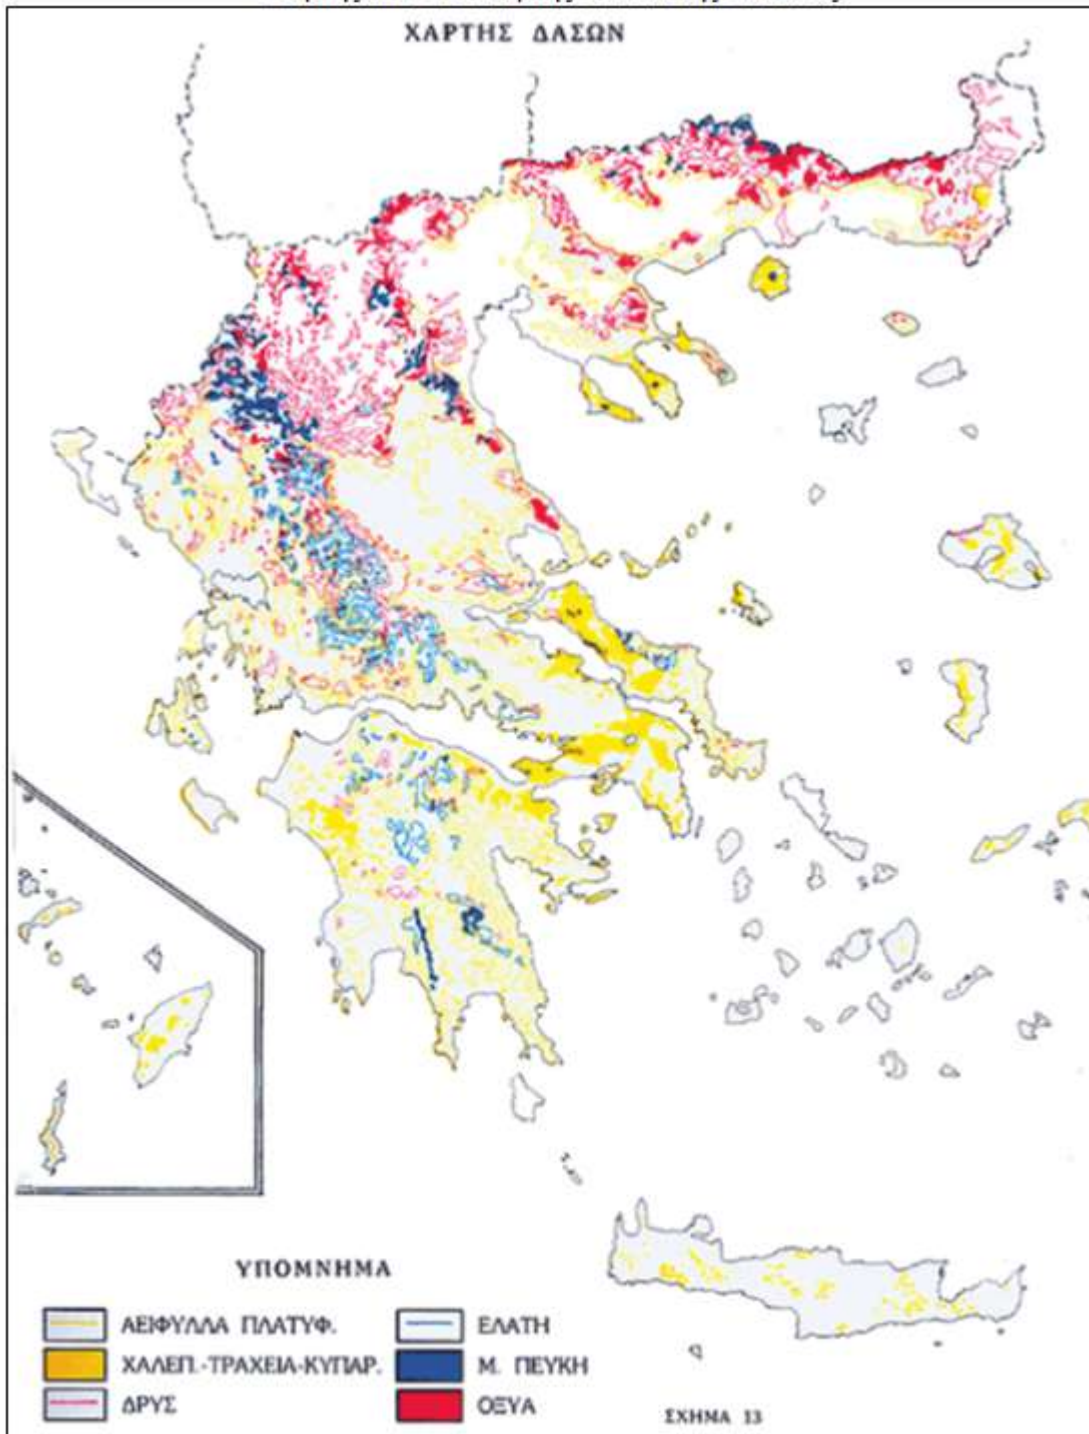 ΧΑΡΤΗΣ ΔΑΣΩΝ
ΥΠΟΜΝΗΜΑ
ΑΕΙΦΥΛΛΑ ΠΛΑΤΥΦ.
ΧΑΛΕΠ.-ΤΡΑΧΕΙΑ-ΚΥΠΑΡ.
ΔΡΥΣ
ΕΛΑΤΗ
Μ. ΠΕΥΚΗ
ΟΞΥΑ
ΣΧΗΜΑ 13